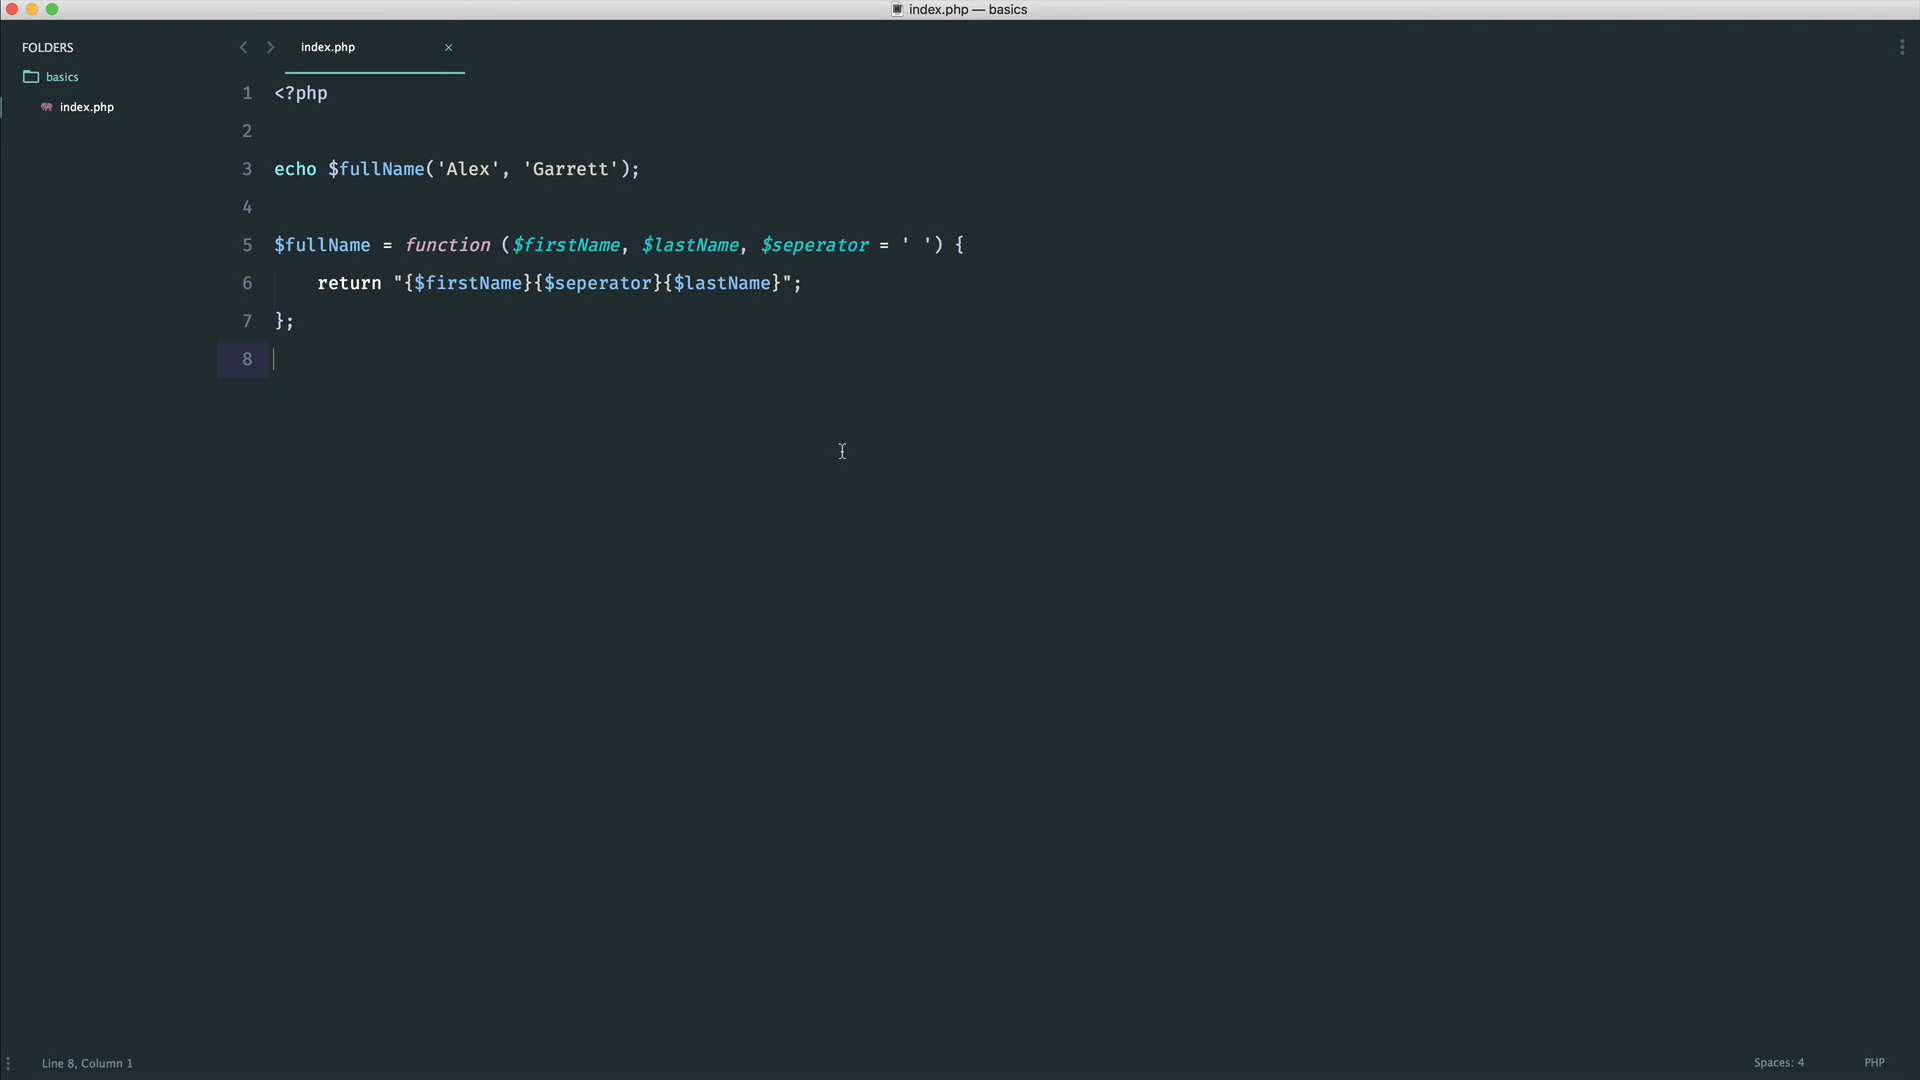 index.php — basics
FOLDERS
basics
index.php
index.php ×
1 <?php
2
3 echo $fullName('Alex', 'Garrett');
4
5 $fullName = function ($firstName, $lastName, $seperator = ' ') {
6     return "{$firstName}{$seperator}{$lastName}";
7 };
8
Line 8, Column 1
Spaces: 4
PHP